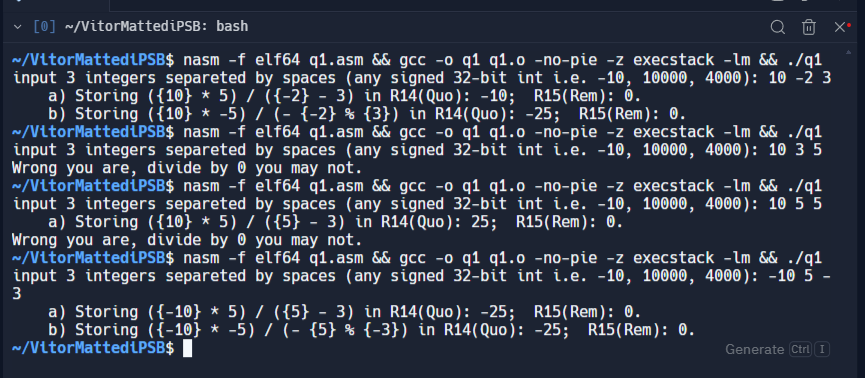 [0] ~/VitorMattediPSB: bash
~/VitorMattediPSB$ nasm -f elf64 q1.asm && gcc -o q1 q1.o -no-pie -z execstack -lm && ./q1
input 3 integers separeted by spaces (any signed 32-bit int i.e. -10, 10000, 4000): 10 -2 3
    a) Storing ({10} * 5) / ({-2} - 3) in R14(Quo): -10;  R15(Rem): 0.
    b) Storing ({10} * -5) / (- {-2} % {3}) in R14(Quo): -25;  R15(Rem): 0.
~/VitorMattediPSB$ nasm -f elf64 q1.asm && gcc -o q1 q1.o -no-pie -z execstack -lm && ./q1
input 3 integers separeted by spaces (any signed 32-bit int i.e. -10, 10000, 4000): 10 3 5
Wrong you are, divide by 0 you may not.
~/VitorMattediPSB$ nasm -f elf64 q1.asm && gcc -o q1 q1.o -no-pie -z execstack -lm && ./q1
input 3 integers separeted by spaces (any signed 32-bit int i.e. -10, 10000, 4000): 10 5 5
    a) Storing ({10} * 5) / ({5} - 3) in R14(Quo): 25;  R15(Rem): 0.
Wrong you are, divide by 0 you may not.
~/VitorMattediPSB$ nasm -f elf64 q1.asm && gcc -o q1 q1.o -no-pie -z execstack -lm && ./q1
input 3 integers separeted by spaces (any signed 32-bit int i.e. -10, 10000, 4000): -10 5 -
3
    a) Storing ({-10} * 5) / ({5} - 3) in R14(Quo): -25;  R15(Rem): 0.
    b) Storing ({-10} * -5) / (- {5} % {-3}) in R14(Quo): -25;  R15(Rem): 0.
~/VitorMattediPSB$
Generate Ctrl I